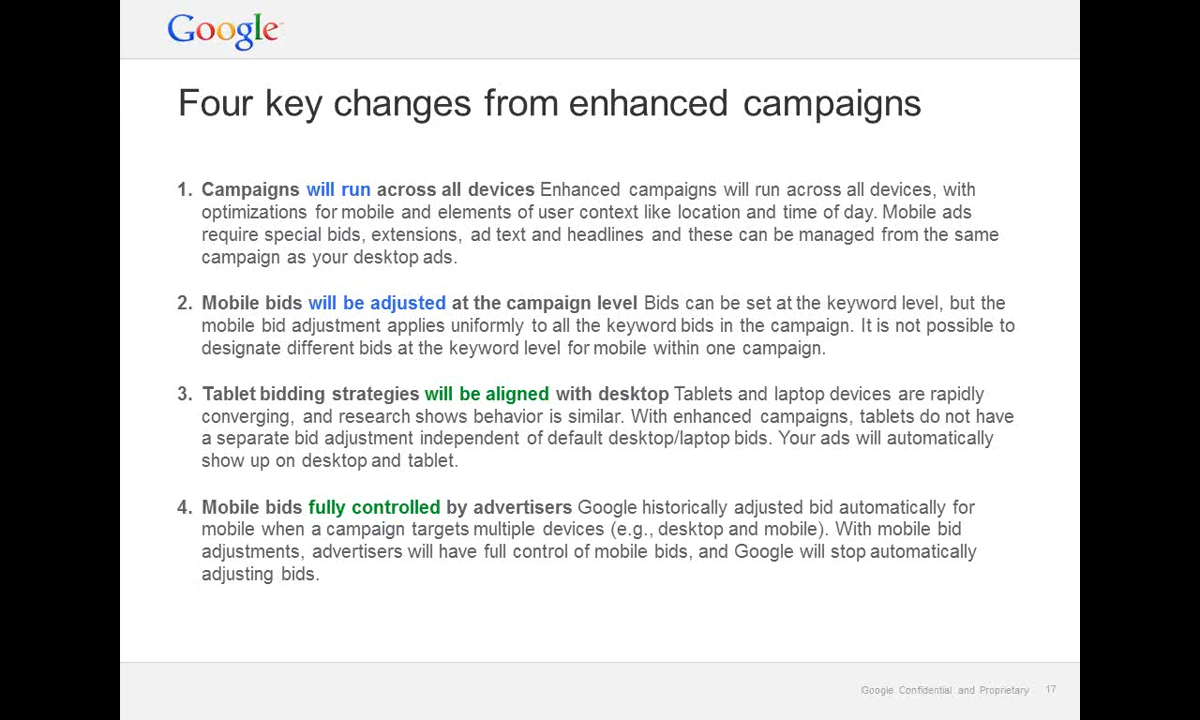 Google
Four key changes from enhanced campaigns
1. Campaigns will run across all devices Enhanced campaigns will run across all devices, with
optimizations for mobile and elements of user context like location and time of day. Mobile ads
require special bids, extensions, ad text and headlines and these can be managed from the same
campaign as your desktop ads.
2. Mobile bids will be adjusted at the campaign level Bids can be set at the keyword level, but the
mobile bid adjustment applies uniformly to all the keyword bids in the campaign. It is not possible to
designate different bids at the keyword level for mobile within one campaign.
3. Tablet bidding strategies will be aligned with desktop Tablets and laptop devices are rapidly
converging, and research shows behavior is similar. With enhanced campaigns, tablets do not have
a separate bid adjustment independent of default desktop/laptop bids. Your ads will automatically
show up on desktop and tablet.
4. Mobile bids fully controlled by advertisers Google historically adjusted bid automatically for
mobile when a campaign targets multiple devices (e.g., desktop and mobile). With mobile bid
adjustments, advertisers will have full control of mobile bids, and Google will stop automatically
adjusting bids.
Google Confidential and Proprietary 17